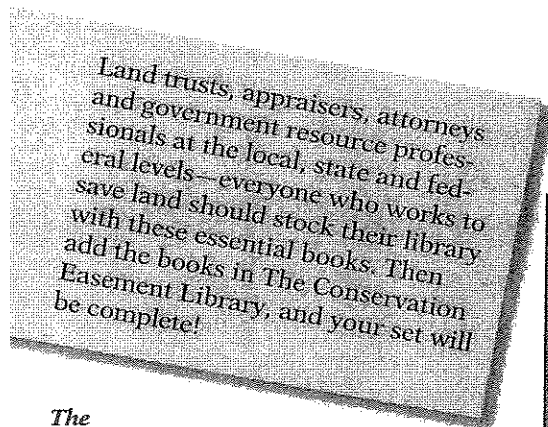 Land trusts, appraisers, attorneys
and government resource profes-
sionals at the local, state and fed-
eral levels—everyone who works to
save land should stock their library
with these essential books. Then
add the books in The Conservation
Easement Library, and your set will
be complete!
The